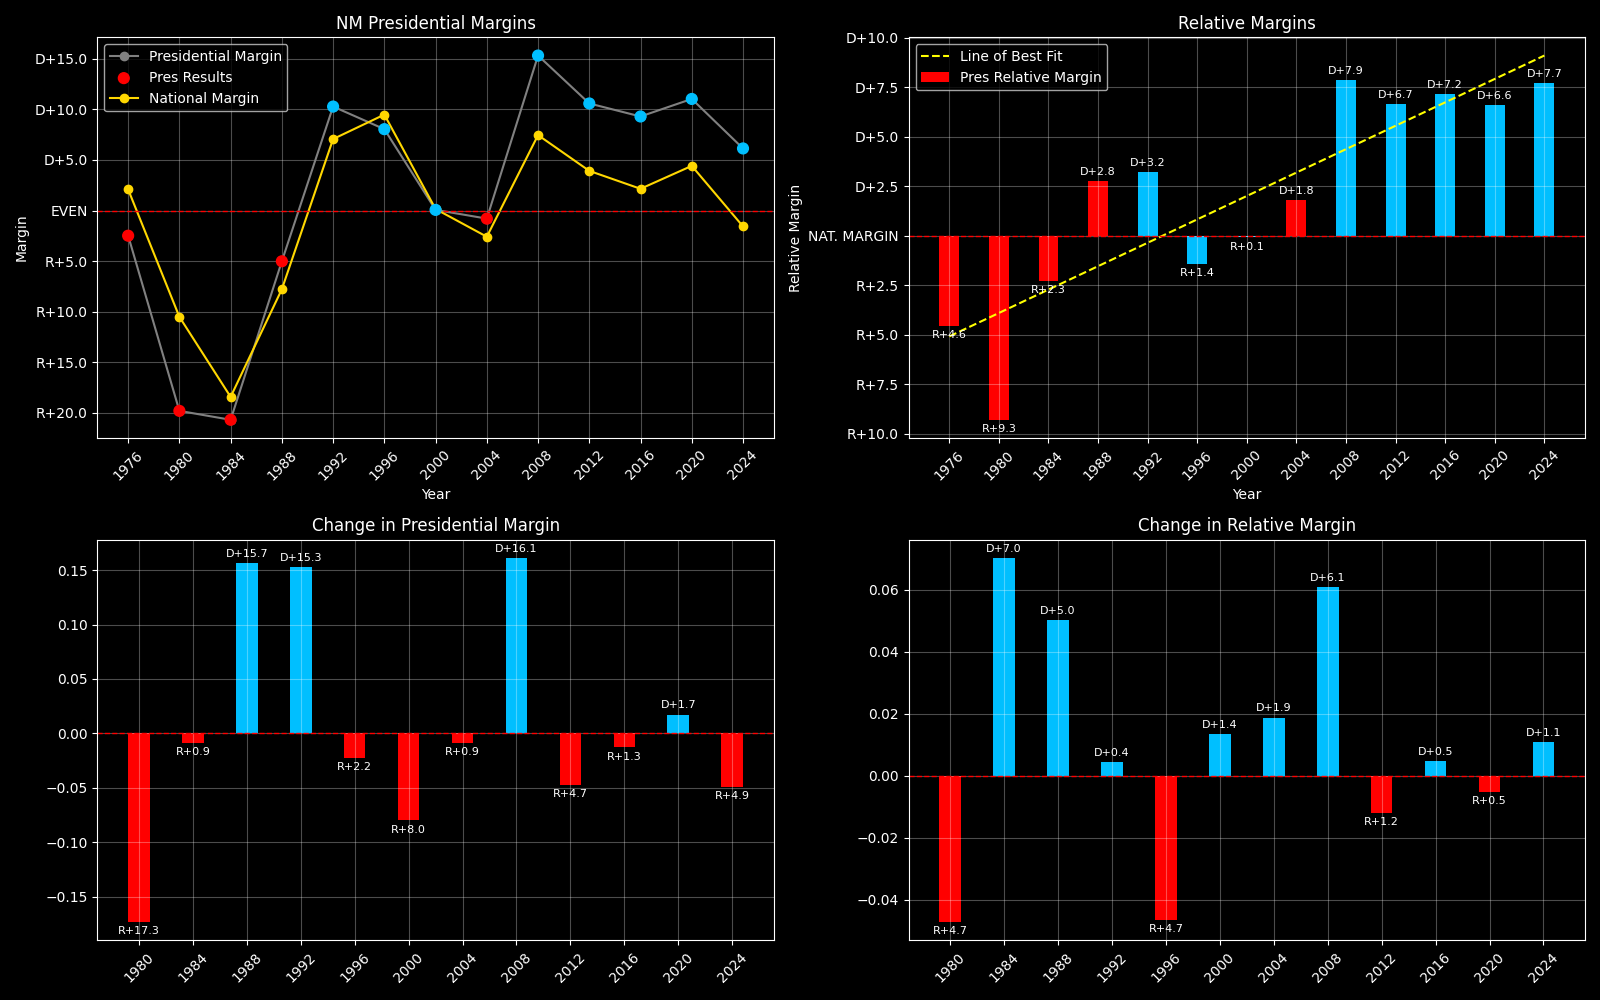 NM Presidential Margins
Presidential Margin
Pres Results
National Margin
D+15.0
D+10.0
D+5.0
EVEN
R+5.0
R+10.0
R+15.0
R+20.0
Margin
1976 1980 1984 1988 1992 1996 2000 2004 2008 2012 2016 2020 2024
Year
Relative Margins
Line of Best Fit
Pres Relative Margin
D+10.0
D+7.5
D+5.0
D+2.5
NAT. MARGIN
R+2.5
R+5.0
R+7.5
R+10.0
Relative Margin
R+4.6 R+9.3 R+2.3 D+2.8 D+3.2 R+1.4 R+0.1 D+1.8 D+7.9 D+6.7 D+7.2 D+6.6 D+7.7
1976 1980 1984 1988 1992 1996 2000 2004 2008 2012 2016 2020 2024
Year
Change in Presidential Margin
0.15
0.10
0.05
0.00
−0.05
−0.10
−0.15
R+17.3 R+0.9 D+15.7 D+15.3 R+2.2 R+8.0 R+0.9 D+16.1 R+4.7 R+1.3 D+1.7 R+4.9
1980 1984 1988 1992 1996 2000 2004 2008 2012 2016 2020 2024
Change in Relative Margin
0.06
0.04
0.02
0.00
−0.02
−0.04
R+4.7 D+7.0 D+5.0 D+0.4 R+4.7 D+1.4 D+1.9 D+6.1 R+1.2 D+0.5 R+0.5 D+1.1
1980 1984 1988 1992 1996 2000 2004 2008 2012 2016 2020 2024